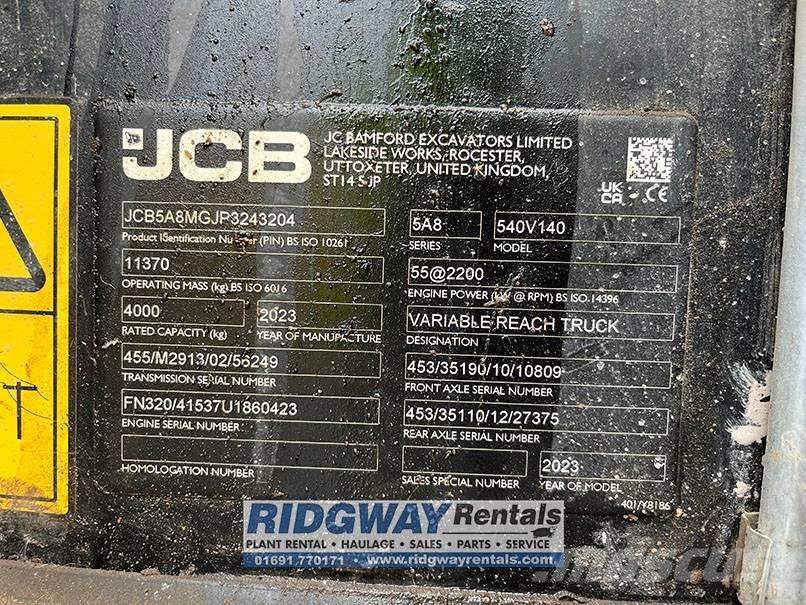 JCB
JC BAMFORD EXCAVATORS LIMITED
LAKESIDE WORKS, ROCESTER,
UTTOXETER, UNITED KINGDOM,
ST14 5JP
UK
CA
CE
JCB5A8MGJP3243204
Product Identification (PIN) BS ISO 10261
5A8
SERIES
540V140
MODEL
11370
OPERATING MASS (kg) BS ISO 6016
55@2200
ENGINE POWER (kW @ RPM) BS ISO 14396
4000
RATED CAPACITY (kg)
2023
YEAR OF MANUFACTURE
VARIABLE REACH TRUCK
DESIGNATION
455/M2913/02/56249
TRANSMISSION SERIAL NUMBER
453/35190/10/10809
FRONT AXLE SERIAL NUMBER
FN320/41537U1860423
ENGINE SERIAL NUMBER
453/35110/12/27375
REAR AXLE SERIAL NUMBER
HOMOLOGATION NUMBER
SALES SPECIAL NUMBER
2023
YEAR OF MODEL
401/Y8186
RIDGWAY Rentals
PLANT RENTAL • HAULAGE • SALES • PARTS • SERVICE
01691 770171 www.ridgwayrentals.com